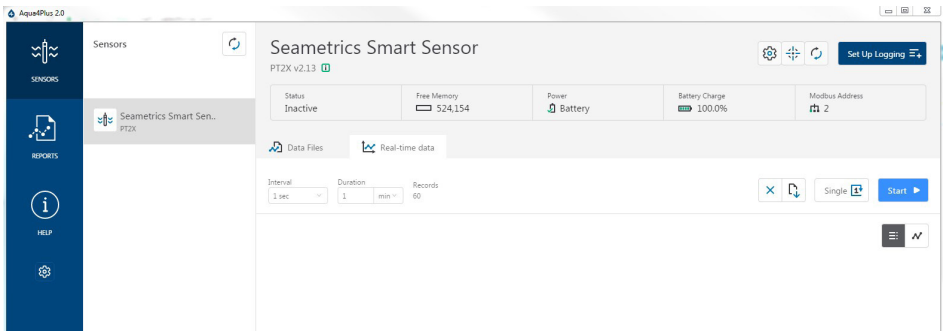 Aqua4Plus 2.0
SENSORS
REPORTS
HELP
Sensors
Seametrics Smart Sen..
PT2X
Seametrics Smart Sensor
PT2X v2.13
Set Up Logging
Status
Inactive
Free Memory
524,154
Power
Battery
Battery Charge
100.0%
Modbus Address
2
Data Files
Real-time data
Interval
1 sec
Duration
1 min
Records
60
Single
Start